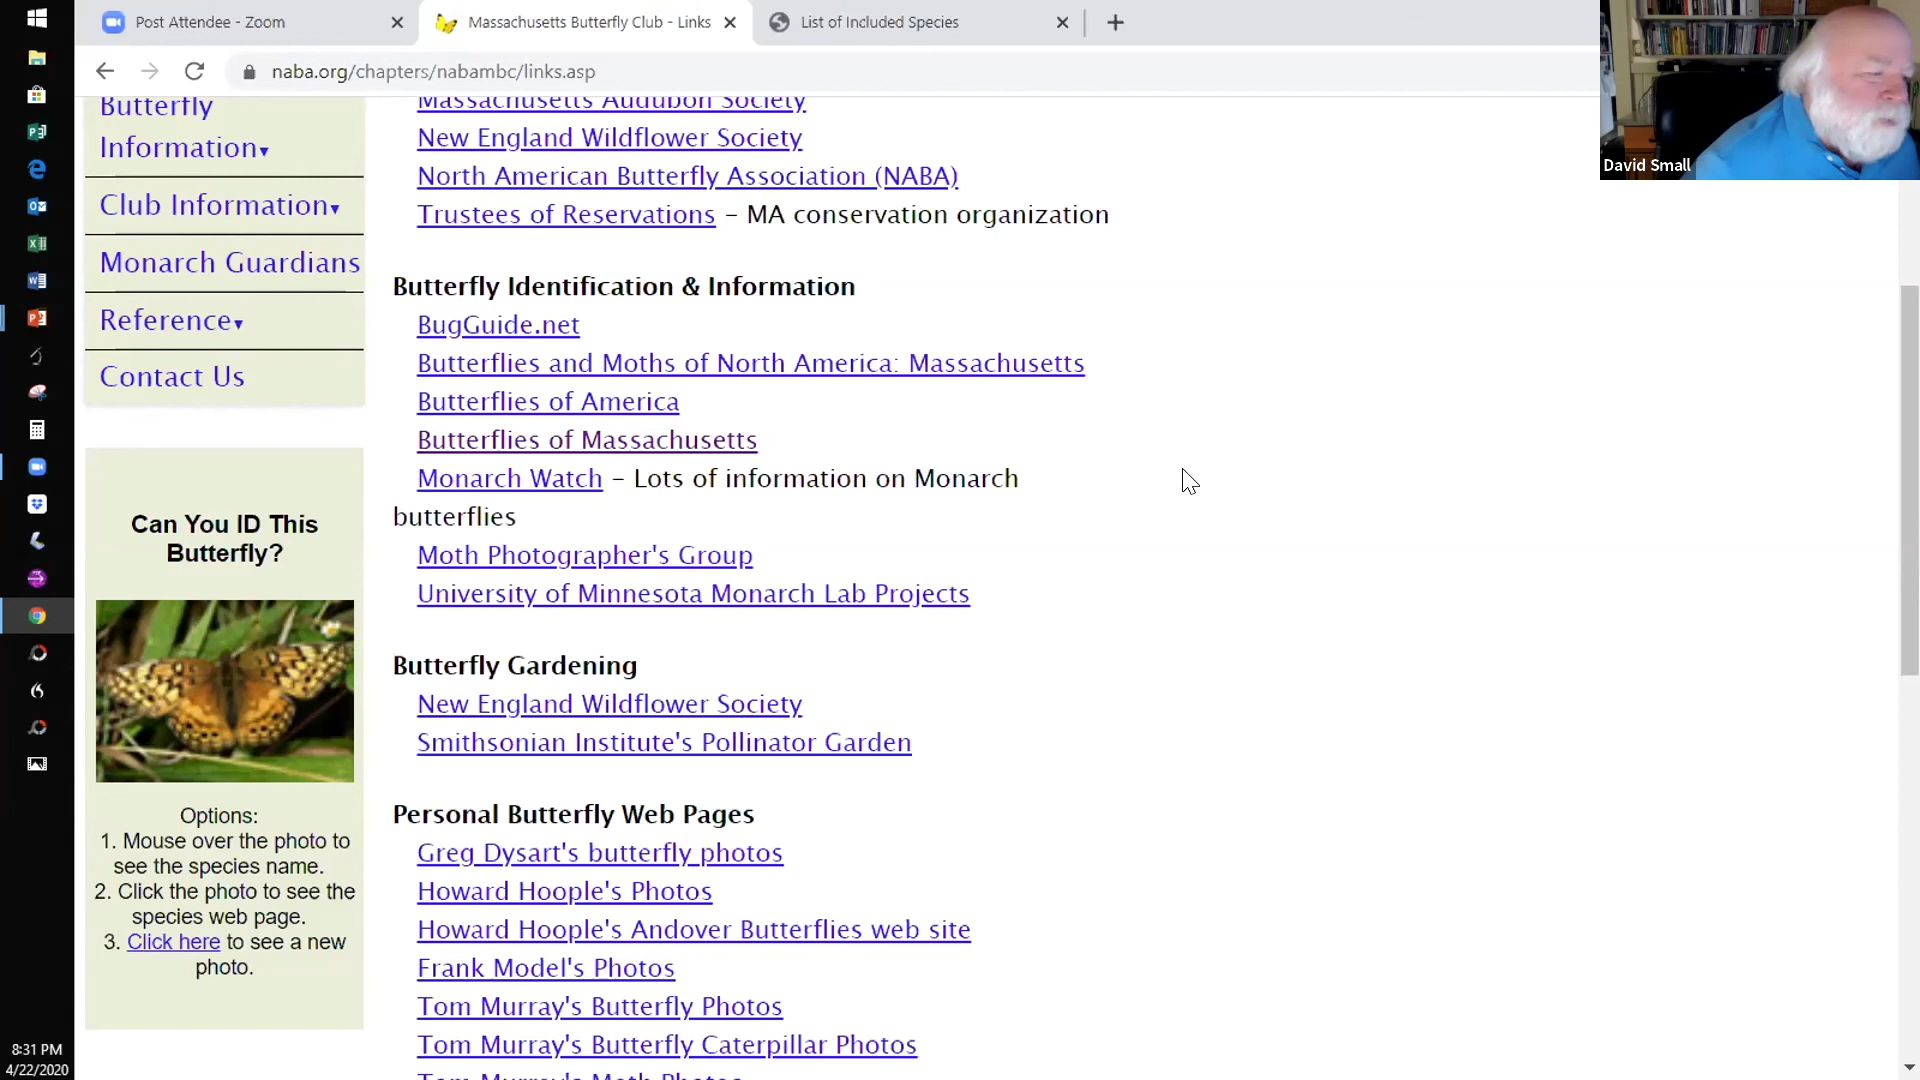 Post Attendee - Zoom
Massachusetts Butterfly Club - Links
List of Included Species
naba.org/chapters/nabambc/links.asp
David Small
Butterfly
Information▾
Club Information▾
Monarch Guardians
Reference▾
Contact Us
Can You ID This
Butterfly?
Options:
1. Mouse over the photo to
see the species name.
2. Click the photo to see the
species web page.
3. Click here to see a new
photo.
Massachusetts Audubon Society
New England Wildflower Society
North American Butterfly Association (NABA)
Trustees of Reservations – MA conservation organization
Butterfly Identification & Information
BugGuide.net
Butterflies and Moths of North America: Massachusetts
Butterflies of America
Butterflies of Massachusetts
Monarch Watch – Lots of information on Monarch
butterflies
Moth Photographer's Group
University of Minnesota Monarch Lab Projects
Butterfly Gardening
New England Wildflower Society
Smithsonian Institute's Pollinator Garden
Personal Butterfly Web Pages
Greg Dysart's butterfly photos
Howard Hoople's Photos
Howard Hoople's Andover Butterflies web site
Frank Model's Photos
Tom Murray's Butterfly Photos
Tom Murray's Butterfly Caterpillar Photos
Tom Murray's Moth Photos
8:31 PM
4/22/2020